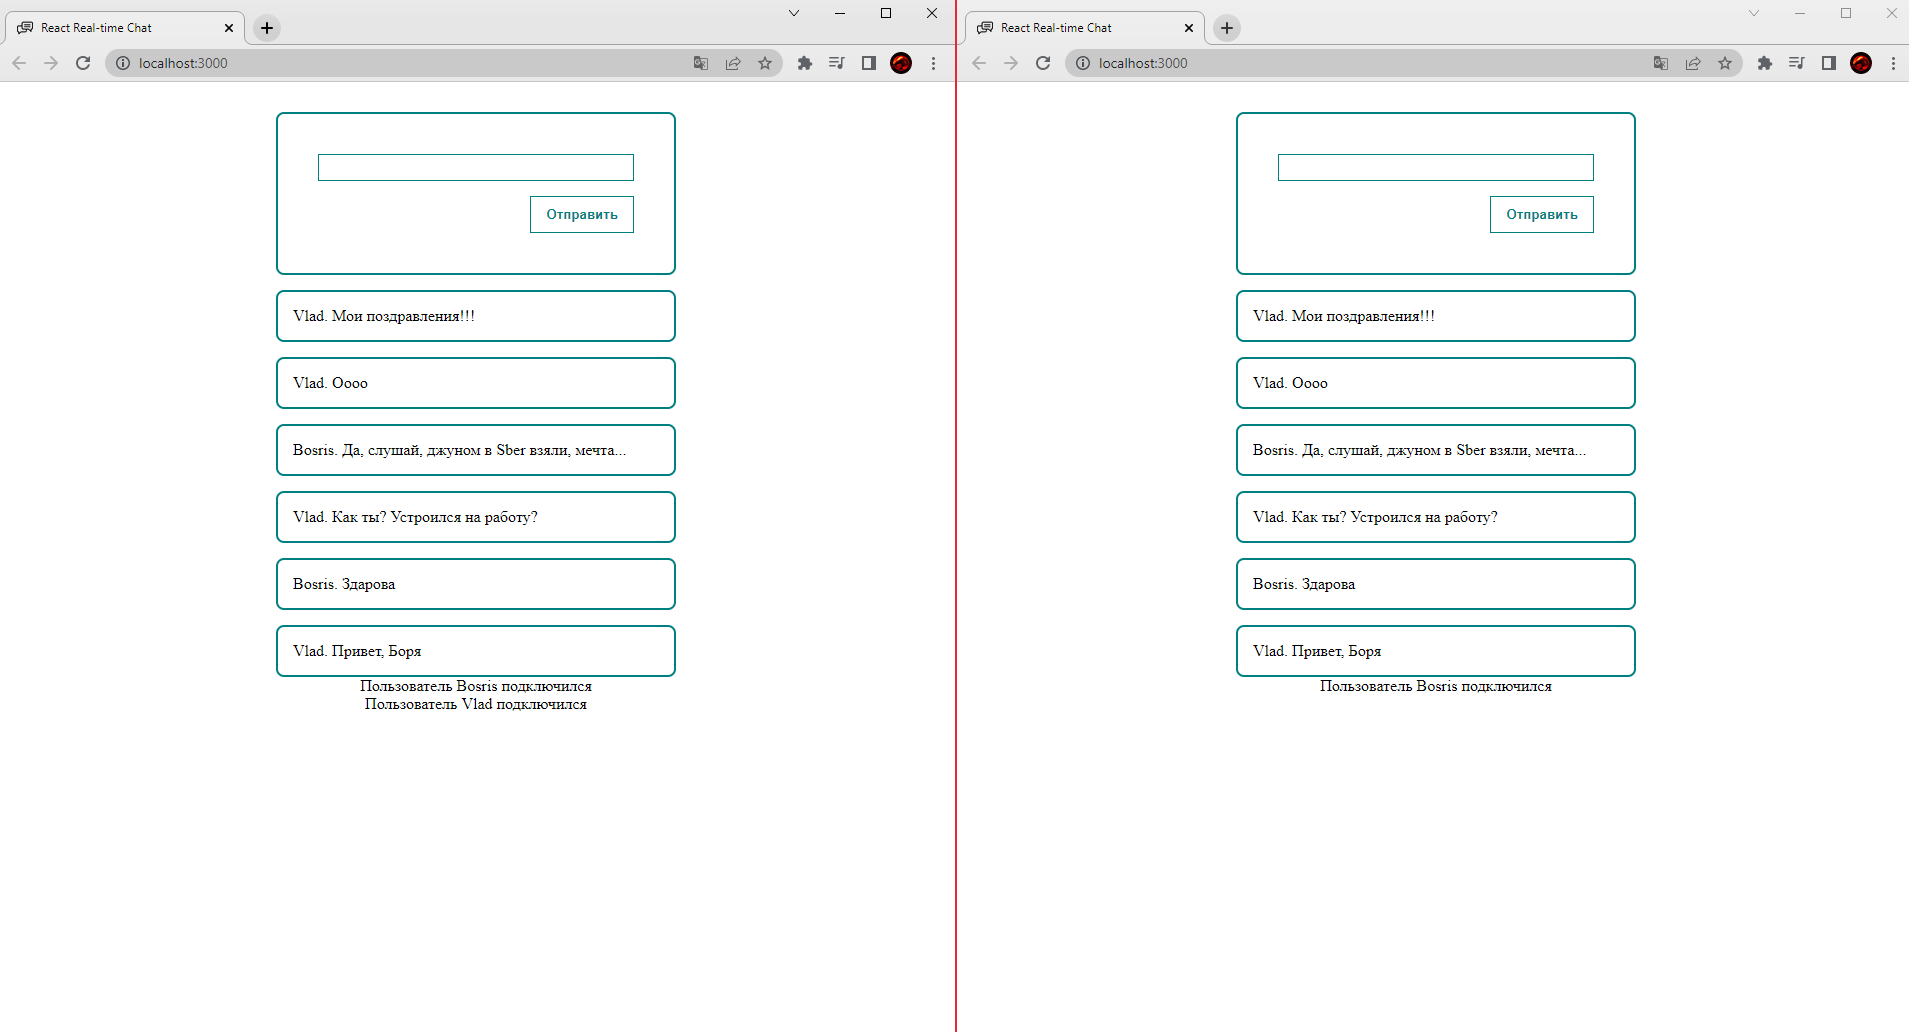 React Real-time Chat
localhost:3000
Отправить
Vlad. Мои поздравления!!!
Vlad. Оооо
Bosris. Да, слушай, джуном в Sber взяли, мечта...
Vlad. Как ты? Устроился на работу?
Bosris. Здарова
Vlad. Привет, Боря
Пользователь Bosris подключился
Пользователь Vlad подключился
React Real-time Chat
localhost:3000
Отправить
Vlad. Мои поздравления!!!
Vlad. Оооо
Bosris. Да, слушай, джуном в Sber взяли, мечта...
Vlad. Как ты? Устроился на работу?
Bosris. Здарова
Vlad. Привет, Боря
Пользователь Bosris подключился